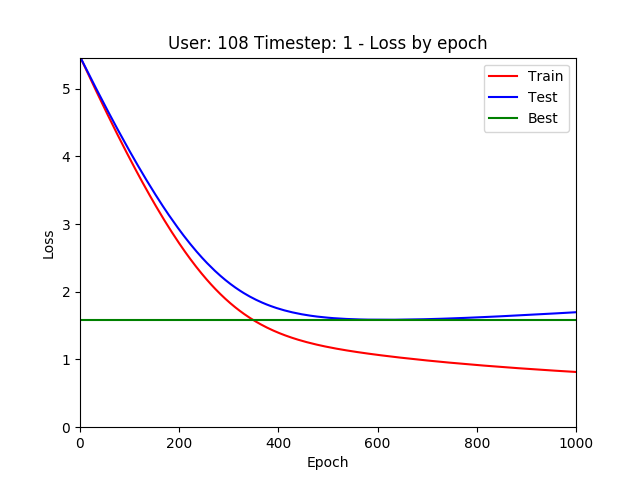 User: 108 Timestep: 1 - Loss by epoch
Train
Test
Best
Loss
5
4
3
2
1
0
0 200 400 600 800 1000
Epoch